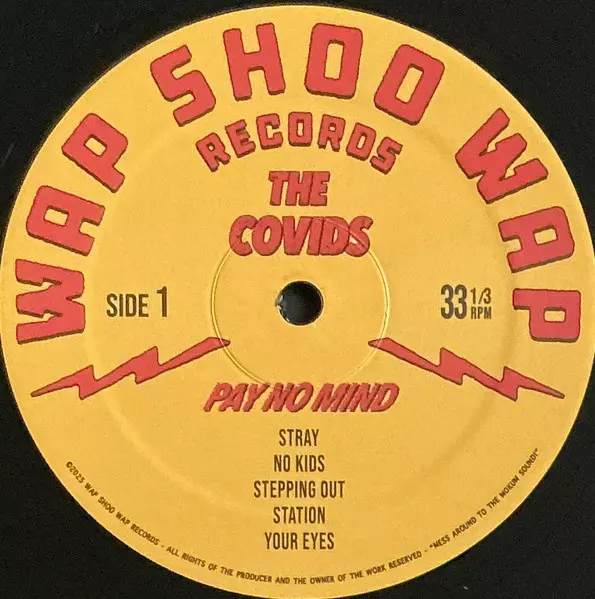 WAP SHOO WAP
RECORDS
THE
COVIDS
SIDE 1
33 1/3
RPM
PAY NO MIND
STRAY
NO KIDS
STEPPING OUT
STATION
YOUR EYES
©2023 WAP SHOO WAP RECORDS - ALL RIGHTS OF THE PRODUCER AND THE OWNER OF THE WORK RESERVED - "MESS AROUND TO THE MOKUM SOUND!"